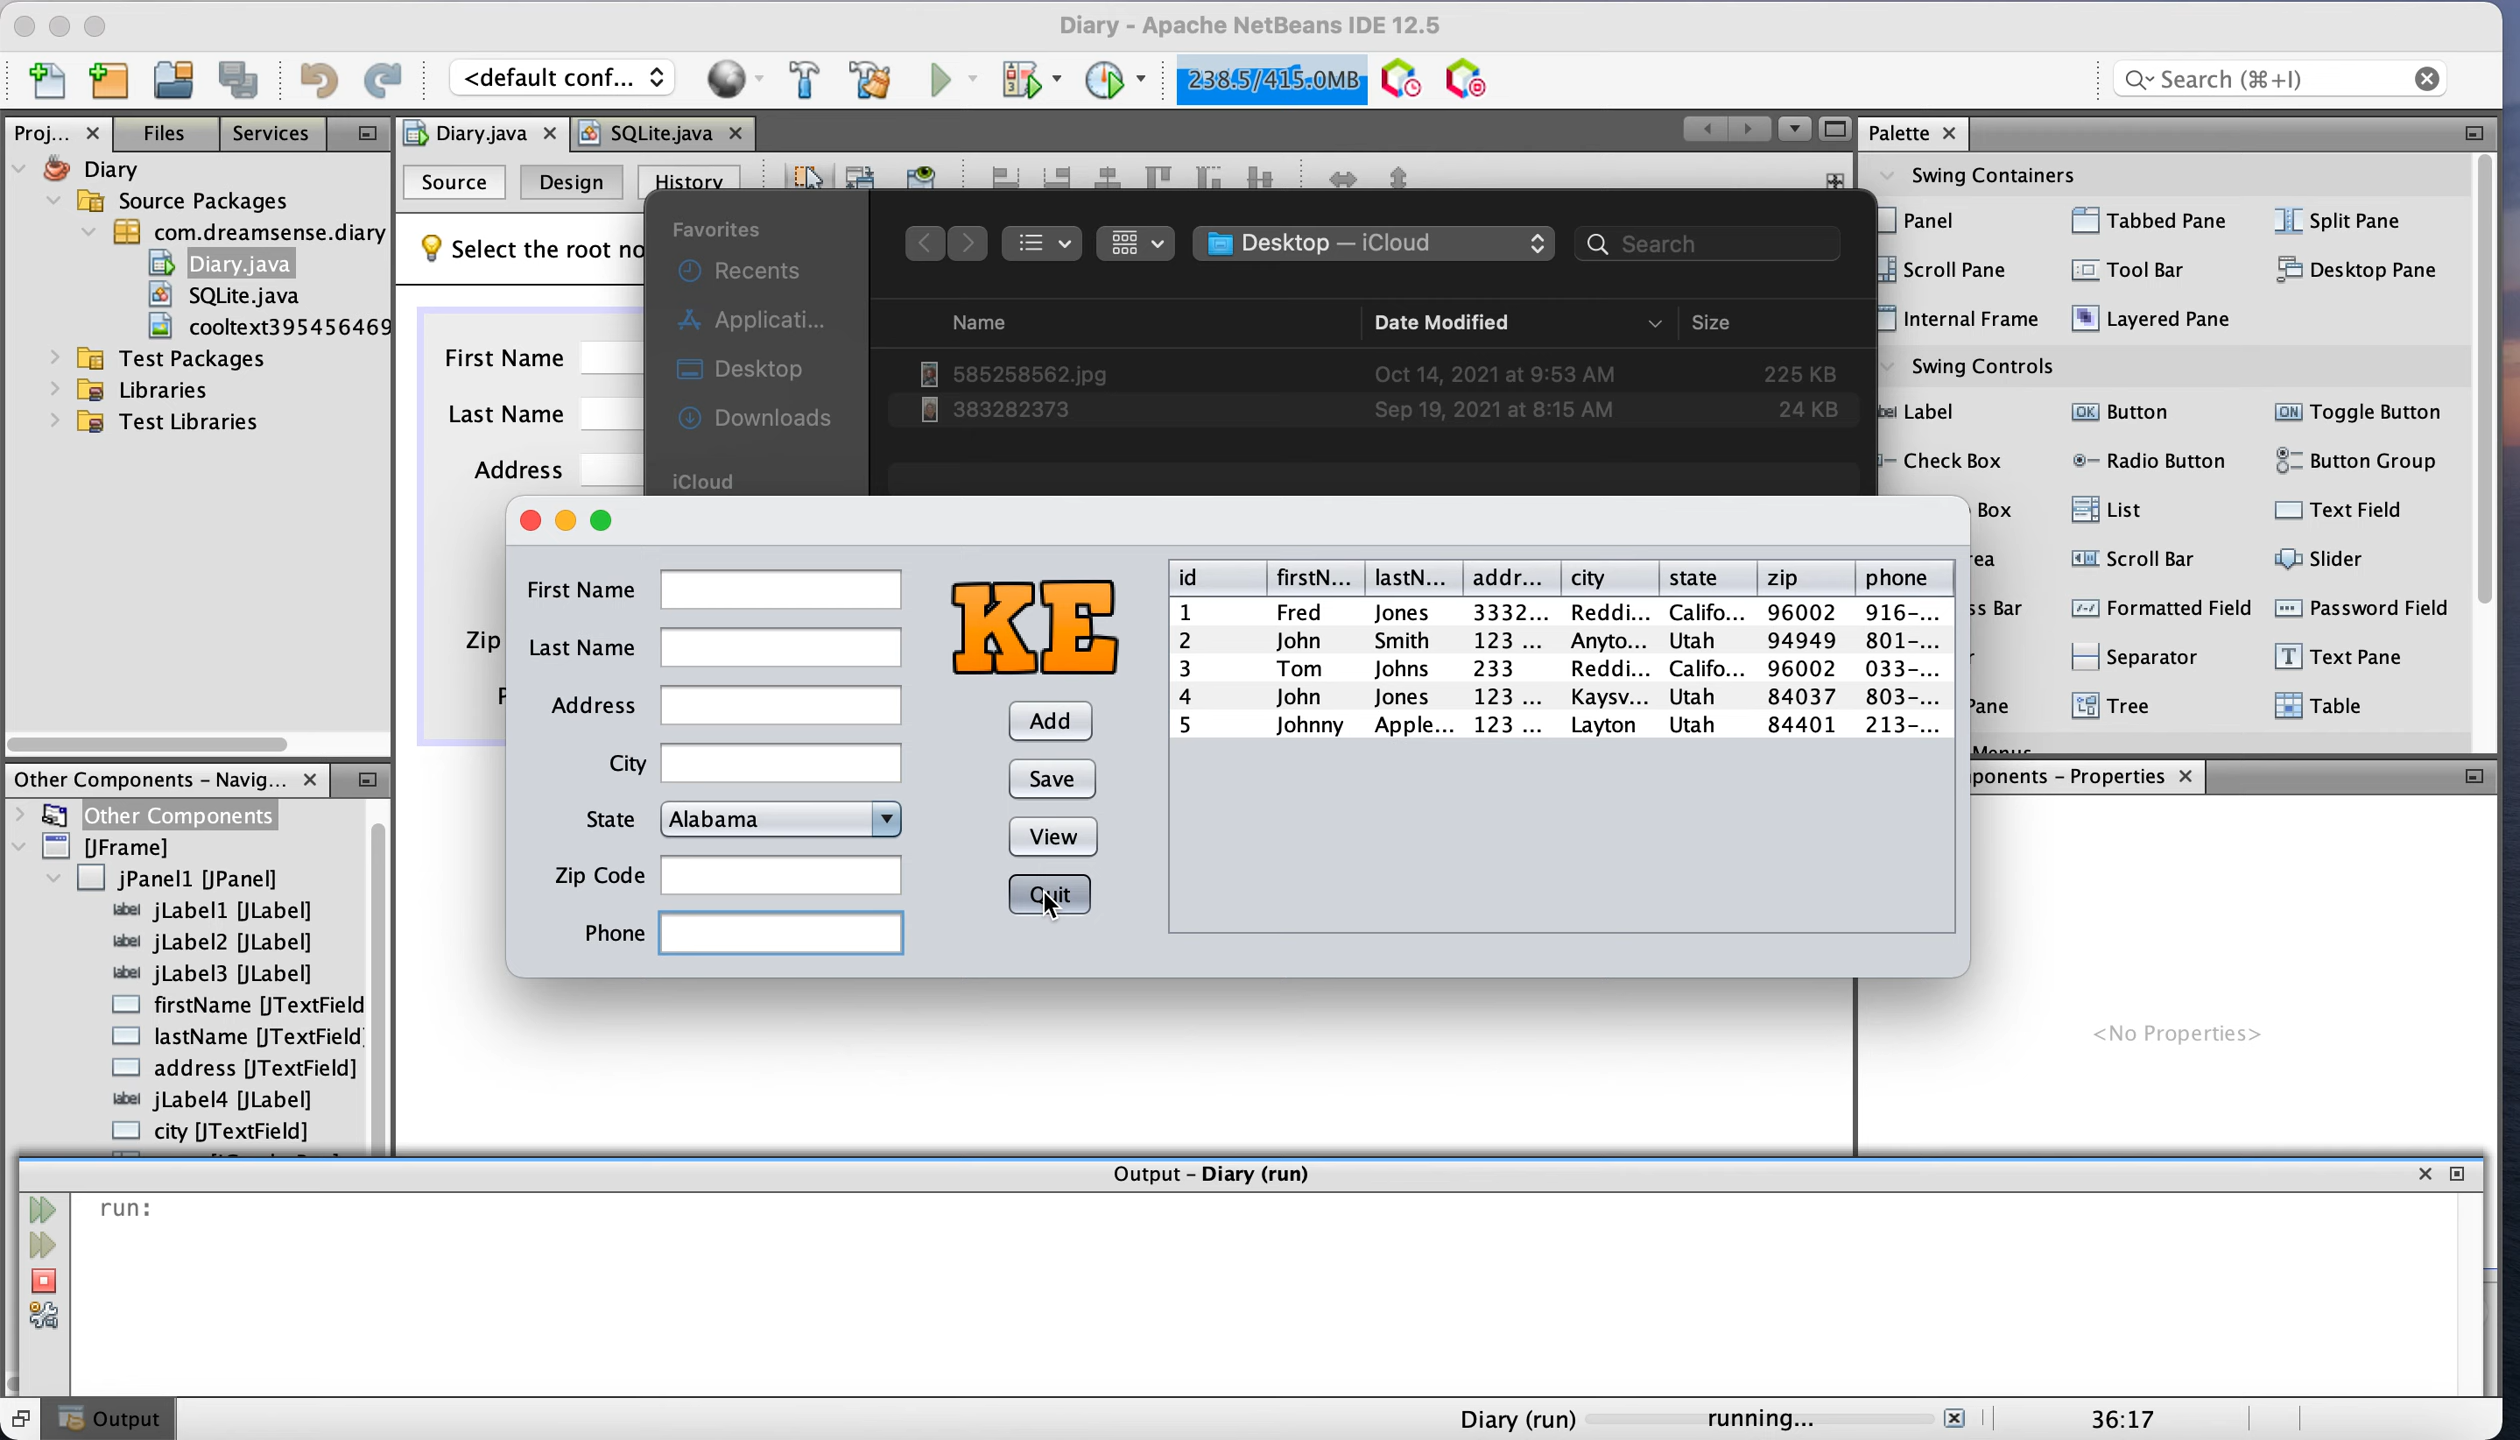 Diary - Apache NetBeans IDE 12.5
<default conf...
238.5/415.0MB
Search (⌘+I)
Proj...
Files
Services
Diary.java
SQLite.java
Palette
Source
Design
History
Diary
Source Packages
com.dreamsense.diary
Diary.java
SQLite.java
cooltext395456469
Test Packages
Libraries
Test Libraries
Select the root no
First Name
Last Name
Address
Zip
P
Favorites
Recents
Applicati...
Desktop
Downloads
iCloud
Desktop — iCloud
Search
Name Date Modified Size
585258562.jpg Oct 14, 2021 at 9:53 AM 225 KB
383282373 Sep 19, 2021 at 8:15 AM 24 KB
Swing Containers
Panel Tabbed Pane Split Pane
Scroll Pane Tool Bar Desktop Pane
Internal Frame Layered Pane
Swing Controls
Label Button Toggle Button
Check Box Radio Button Button Group
Box List Text Field
ea Scroll Bar Slider
ss Bar Formatted Field Password Field
r Separator Text Pane
ane Tree Table
First Name
Last Name
Address
City
State Alabama
Zip Code
Phone
KE
Add
Save
View
Quit
id firstN... lastN... addr... city state zip phone
1 Fred Jones 3332... Reddi... Califo... 96002 916-...
2 John Smith 123 ... Anyto... Utah 94949 801-...
3 Tom Johns 233 Reddi... Califo... 96002 033-...
4 John Jones 123 ... Kaysv... Utah 84037 803-...
5 Johnny Apple... 123 ... Layton Utah 84401 213-...
Other Components – Navig...
Other Components
[JFrame]
jPanel1 [JPanel]
label jLabel1 [JLabel]
label jLabel2 [JLabel]
label jLabel3 [JLabel]
firstName [JTextField
lastName [JTextField
address [JTextField]
label jLabel4 [JLabel]
city [JTextField]
ponents – Properties
<No Properties>
Output – Diary (run)
run:
Output
Diary (run)
running...
36:17